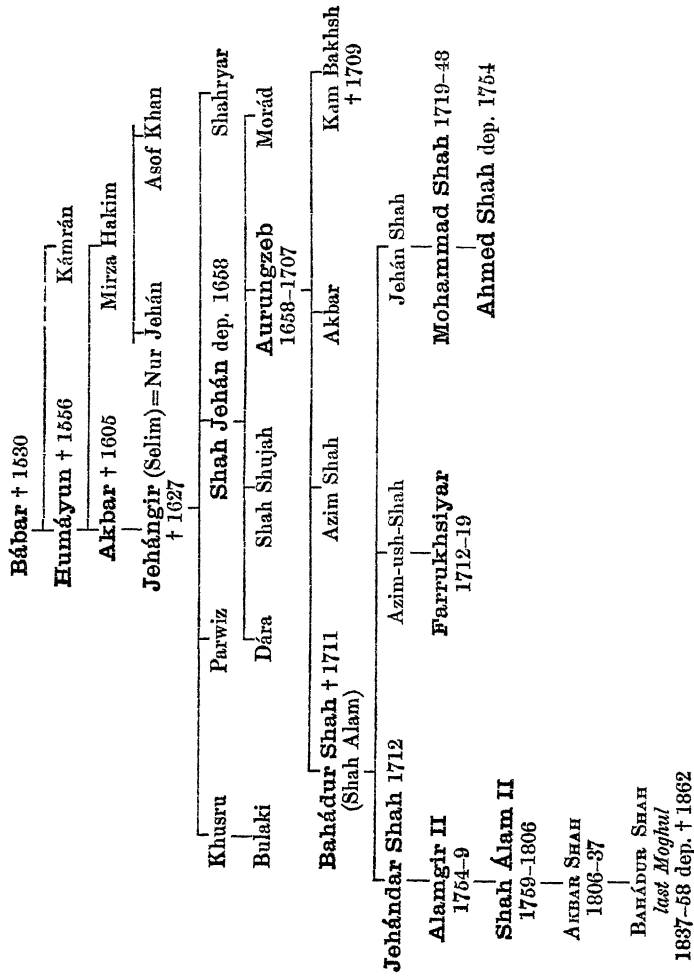 Bábar † 1530
Humáyun † 1556 Kámrán
Akbar † 1605 Mirza Hakim
Jehángir (Selim)=Nur Jehán Asof Khan
† 1627
Khusru Parwiz Shah Jehán dep. 1658 Shahryar
Bulaki Dára Shah Shujah Aurungzeb Morád
1658–1707
Bahádur Shah † 1711 Azim Shah Akbar Kam Bakhsh
(Shah Alam) † 1709
Jehándar Shah 1712 Azim-ush-Shah Jehán Shah
Alamgir II Farrukhsiyar Mohammad Shah 1719–48
1754–9 1712–19
Shah Álam II Ahmed Shah dep. 1754
1759–1806
Akbar Shah
1806–37
Bahádur Shah
last Moghul
1837–58 dep. † 1862